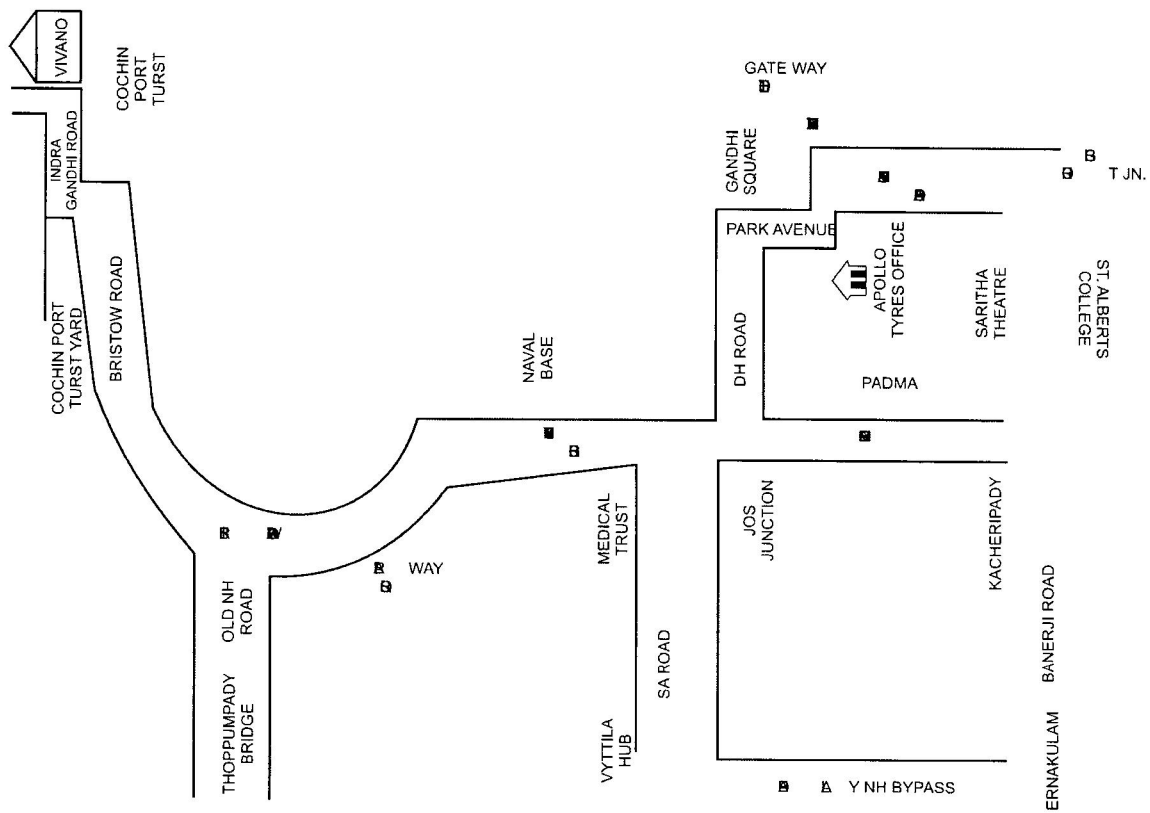 VIVANO
COCHIN
PORT
TURST
INDRA
GANDHI ROAD
COCHIN PORT
TURST YARD
BRISTOW ROAD
GATE WAY
GANDHI
SQUARE
T JN.
PARK AVENUE
APOLLO
TYRES OFFICE
SARITHA
THEATRE
ST. ALBERTS
COLLEGE
NAVAL
BASE
DH ROAD
PADMA
WAY
OLD NH
ROAD
MEDICAL
TRUST
JOS
JUNCTION
KACHERIPADY
THOPPUMPADY
BRIDGE
SA ROAD
VYTTILA
HUB
BANERJI ROAD
ERNAKULAM
Y NH BYPASS